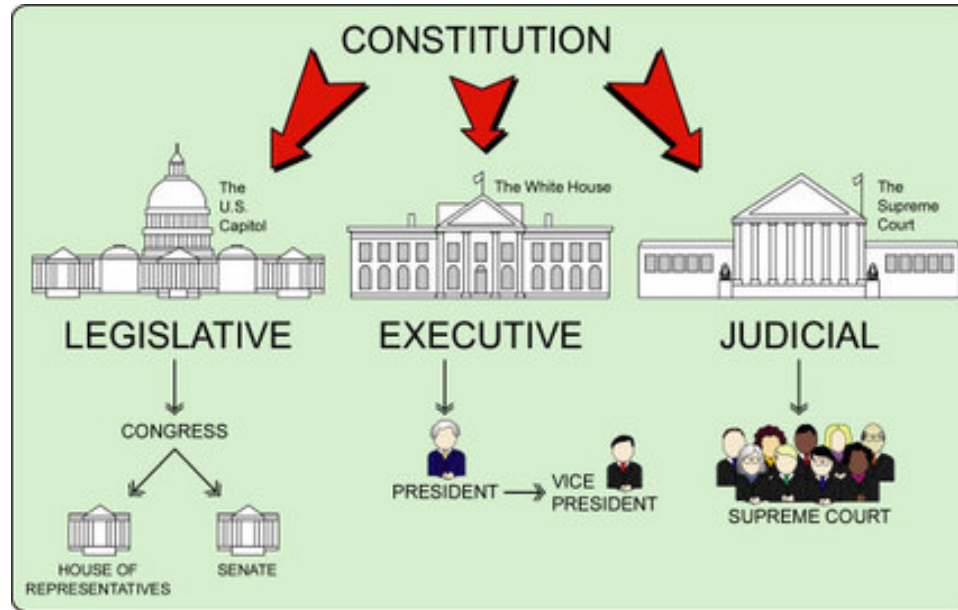 CONSTITUTION
The
U.S.
Capitol
The White House
The
Supreme
Court
LEGISLATIVE
EXECUTIVE
JUDICIAL
CONGRESS
HOUSE OF
REPRESENTATIVES
SENATE
PRESIDENT
VICE
PRESIDENT
SUPREME COURT